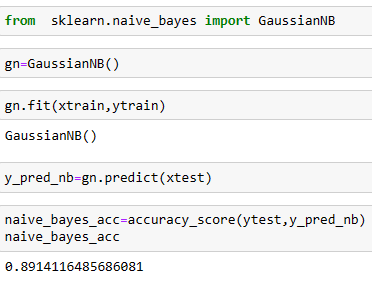 from  sklearn.naive_bayes import GaussianNB
gn=GaussianNB()
gn.fit(xtrain,ytrain)
GaussianNB()
y_pred_nb=gn.predict(xtest)
naive_bayes_acc=accuracy_score(ytest,y_pred_nb)
naive_bayes_acc
0.8914116485686081